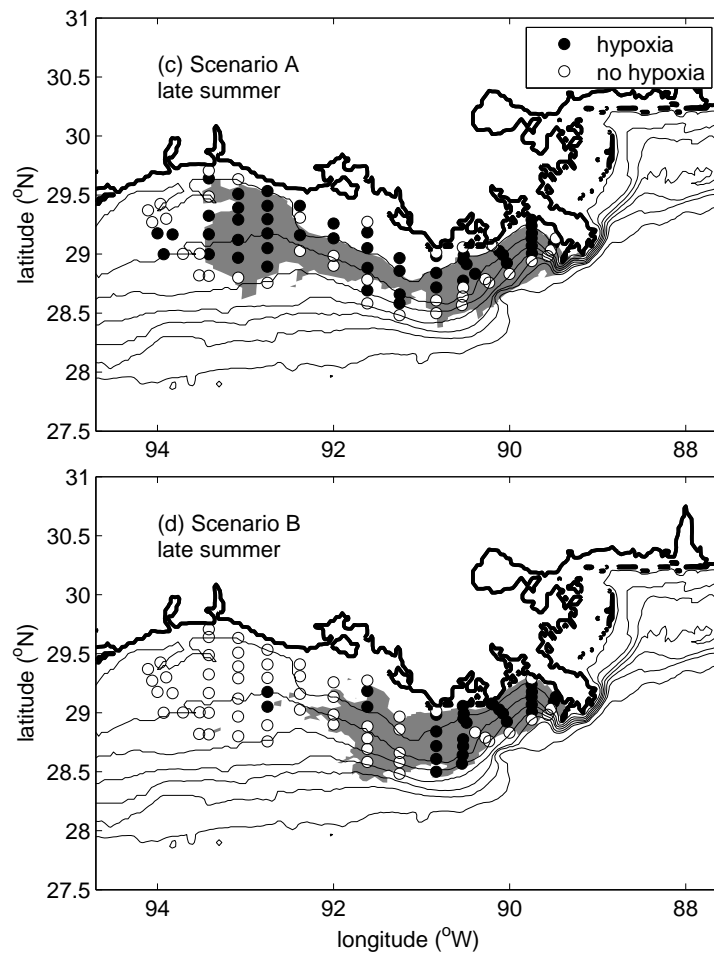 31
30.5
30
29.5
29
28.5
28
27.5
latitude (°N)
(c) Scenario A
late summer
hypoxia
no hypoxia
94
92
90
88
31
30.5
30
29.5
29
28.5
28
27.5
latitude (°N)
(d) Scenario B
late summer
94
92
90
88
longitude (°W)